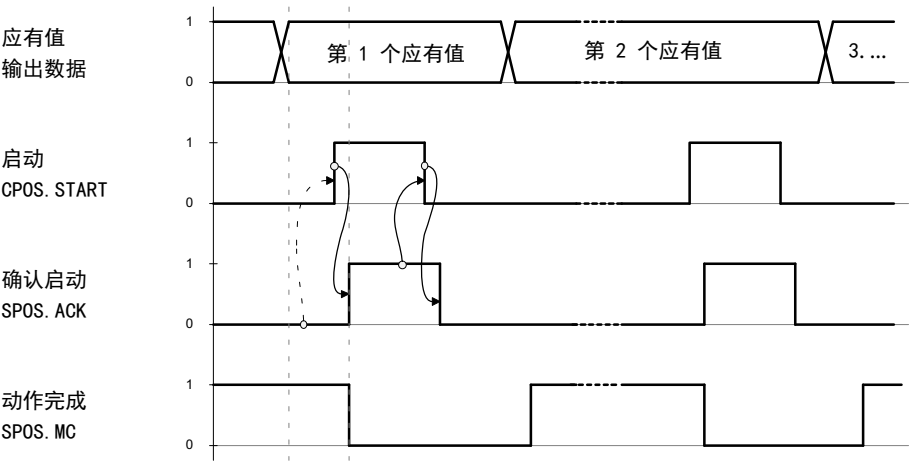 应有值
输出数据
1
0
第 1 个应有值
第 2 个应有值
3. …
启动
CPOS. START
1
0
确认启动
SPOS. ACK
1
0
动作完成
SPOS. MC
1
0